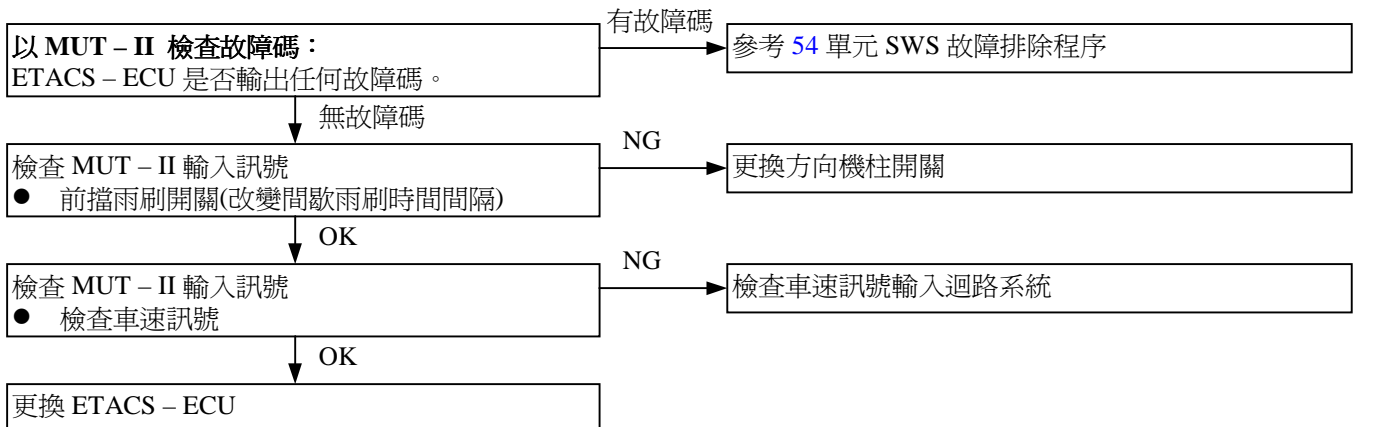 有故障碼
以 MUT – II 檢查故障碼：
ETACS – ECU 是否輸出任何故障碼。
參考 54 單元 SWS 故障排除程序
無故障碼
NG
檢查 MUT – II 輸入訊號
● 前擋雨刷開關(改變間歇雨刷時間間隔)
更換方向機柱開關
OK
NG
檢查 MUT – II 輸入訊號
● 檢查車速訊號
檢查車速訊號輸入迴路系統
OK
更換 ETACS – ECU